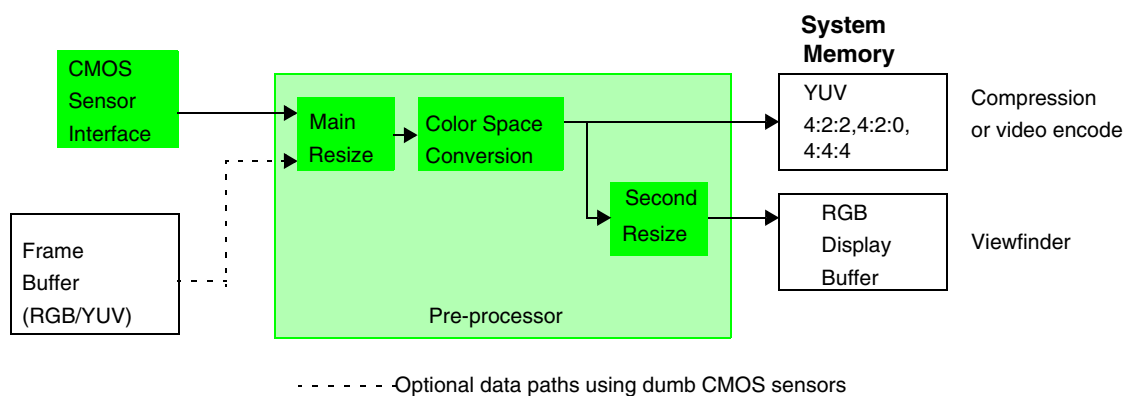 System
Memory
CMOS
Sensor
Interface
Main
Resize
Color Space
Conversion
YUV
4:2:2,4:2:0,
4:4:4
Compression
or video encode
Second
Resize
RGB
Display
Buffer
Viewfinder
Frame
Buffer
(RGB/YUV)
Pre-processor
Optional data paths using dumb CMOS sensors